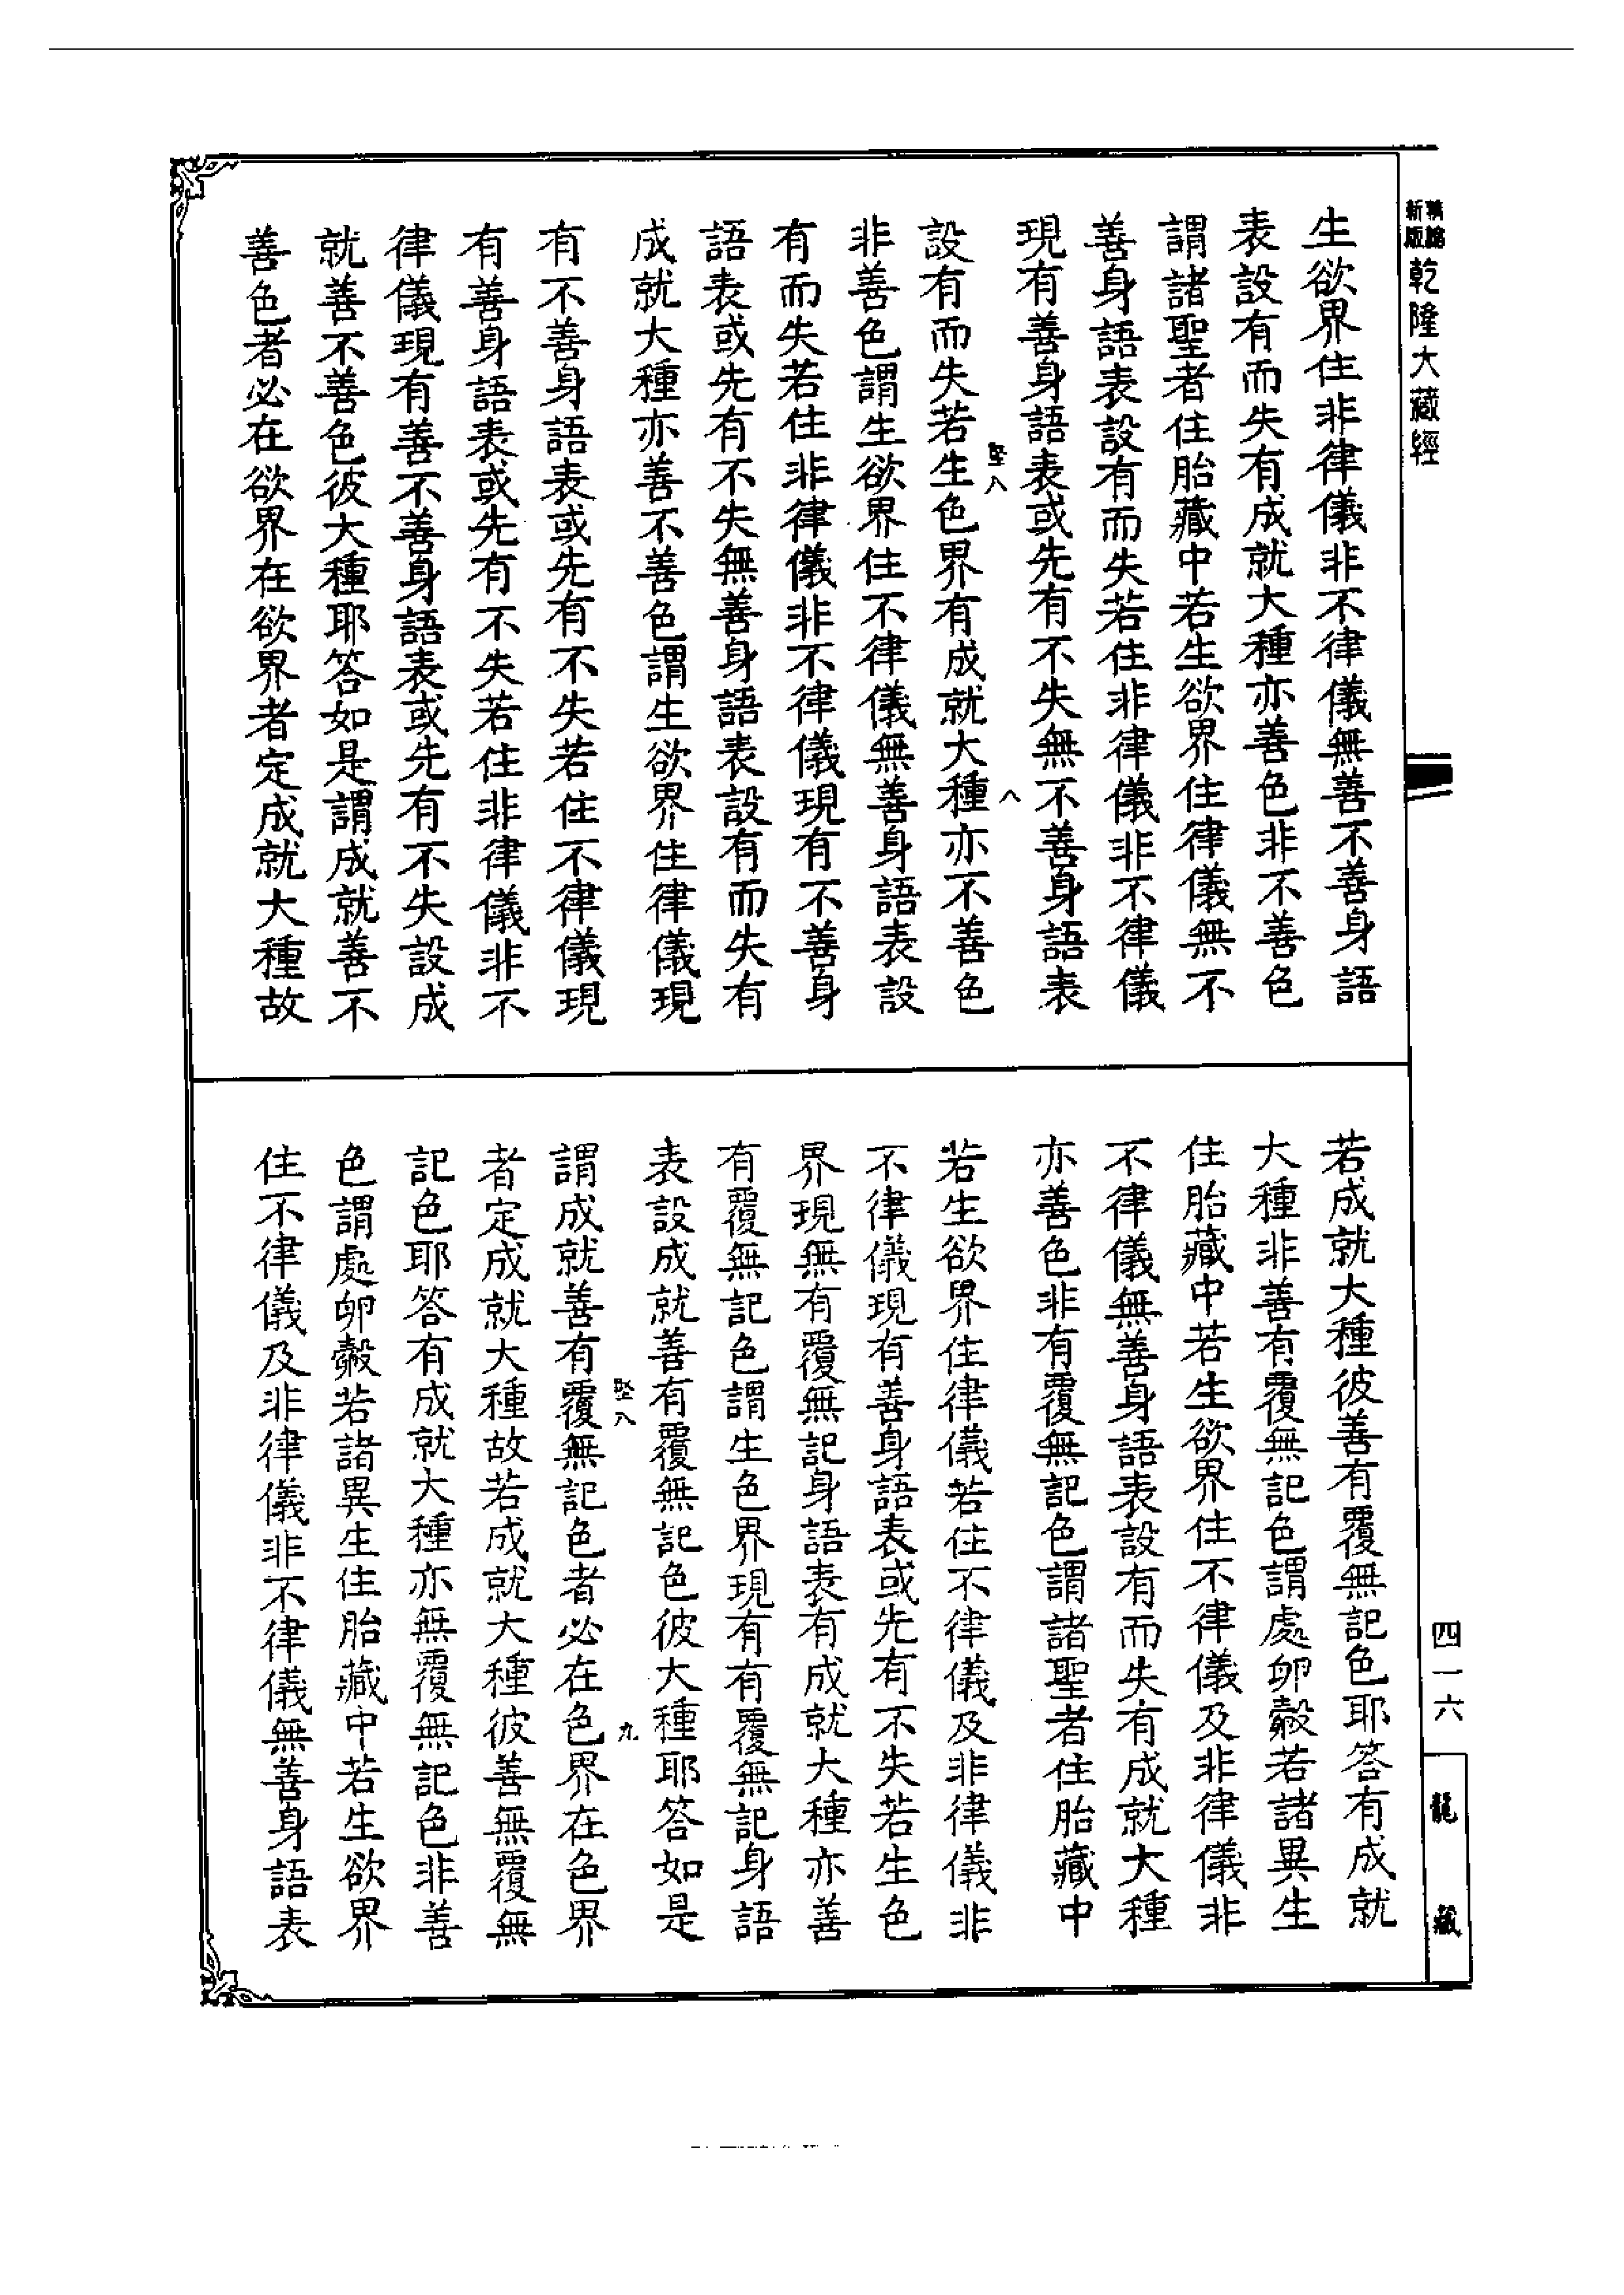 新版
乾隆大藏經
生欲界住非律儀非不律儀無善不善身語
表設有而失有成就大種亦善色非不善色
謂諸聖者住胎藏中若生欲界住律儀無不
善身語表設有而失若住非律儀非不律儀
現有善身語表或先有不失無不善身語表
設有而失若生色界有成就大種亦不善色
非善色謂生欲界住不律儀無善身語表設
有而失若住非律儀非不律儀現有不善身
語表或先有不失無善身語表設有而失有
成就大種亦善不善色謂生欲界住律儀現
有不善身語表或先有不失若住不律儀現
有善身語表或先有不失若住非律儀非不
律儀現有善不善身語表或先有不失設成
就善不善色彼大種耶答如是謂成就善不
善色者必在欲界在欲界者定成就大種故
堅八
八
若成就大種彼善有覆無記色耶答有成就
大種非善有覆無記色謂處卵㲉若諸異生
住胎藏中若生欲界住不律儀及非律儀非
不律儀無善身語表設有而失有成就大種
亦善色非有覆無記色謂諸聖者住胎藏中
若生欲界住律儀若住不律儀及非律儀非
不律儀現有善身語表或先有不失若生色
界現無有覆無記身語表有成就大種亦善
有覆無記色謂生色界現有有覆無記身語
表設成就善有覆無記色彼大種耶答如是
謂成就善有覆無記色者必在色界在色界
者定成就大種故若成就大種彼善無覆無
記色耶答有成就大種亦無覆無記色非善
色謂處卵㲉若諸異生住胎藏中若生欲界
住不律儀及非律儀非不律儀無善身語表
堅八
九
四一六
龍藏